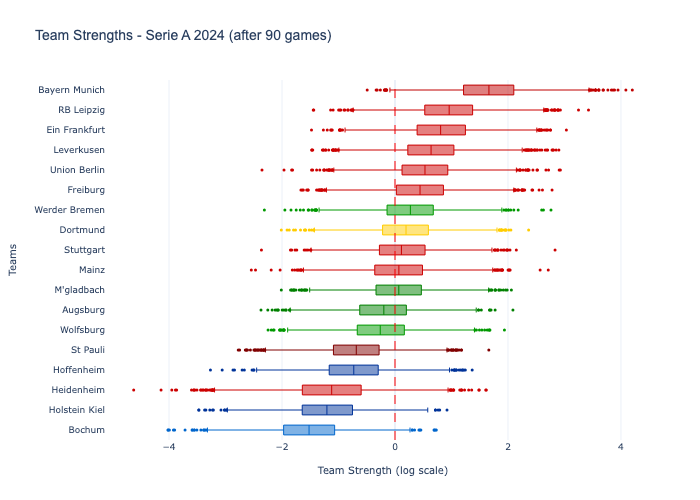 Team Strengths - Serie A 2024 (after 90 games)
Bayern Munich
RB Leipzig
Ein Frankfurt
Leverkusen
Union Berlin
Freiburg
Werder Bremen
Dortmund
Stuttgart
Mainz
M'gladbach
Augsburg
Wolfsburg
St Pauli
Hoffenheim
Heidenheim
Holstein Kiel
Bochum
Teams
−4 −2 0 2 4
Team Strength (log scale)